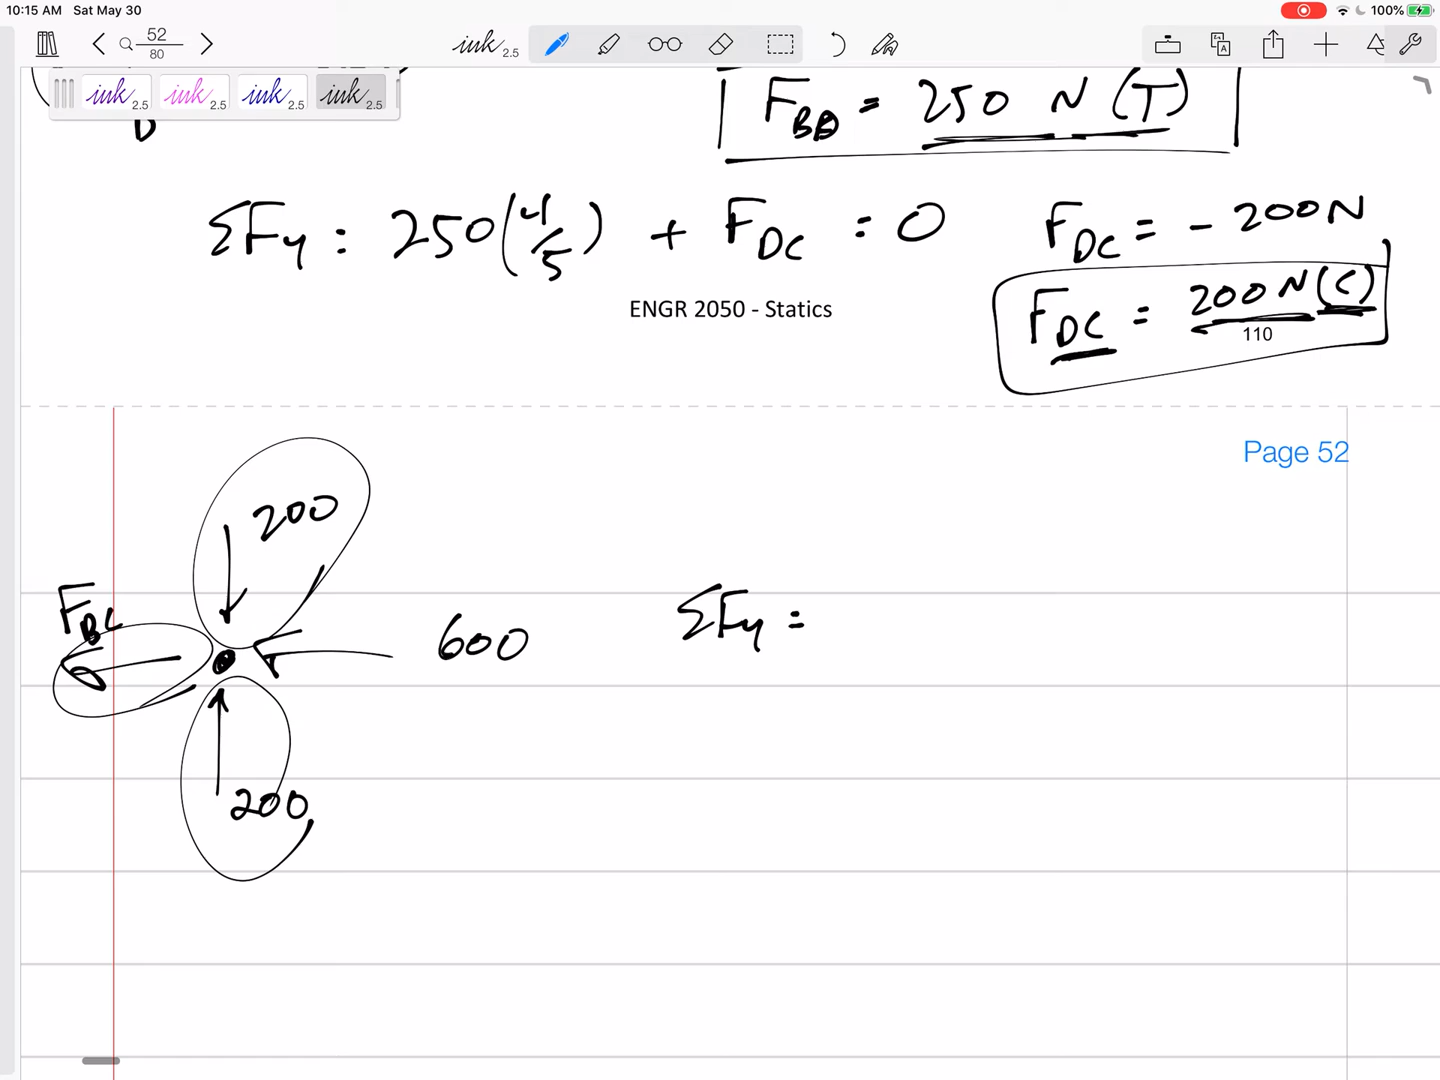 10:15 AM Sat May 30
100%
52
80
ink 2.5
ink 2.5 ink 2.5 ink 2.5 ink 2.5
D
F_BD = 250 N (T)
ΣFy = 250(4/5) + F_DC = 0
F_DC = - 200N
F_DC = 200 N (C)
ENGR 2050 - Statics
110
Page 52
200
F_BC
600
ΣFy =
200